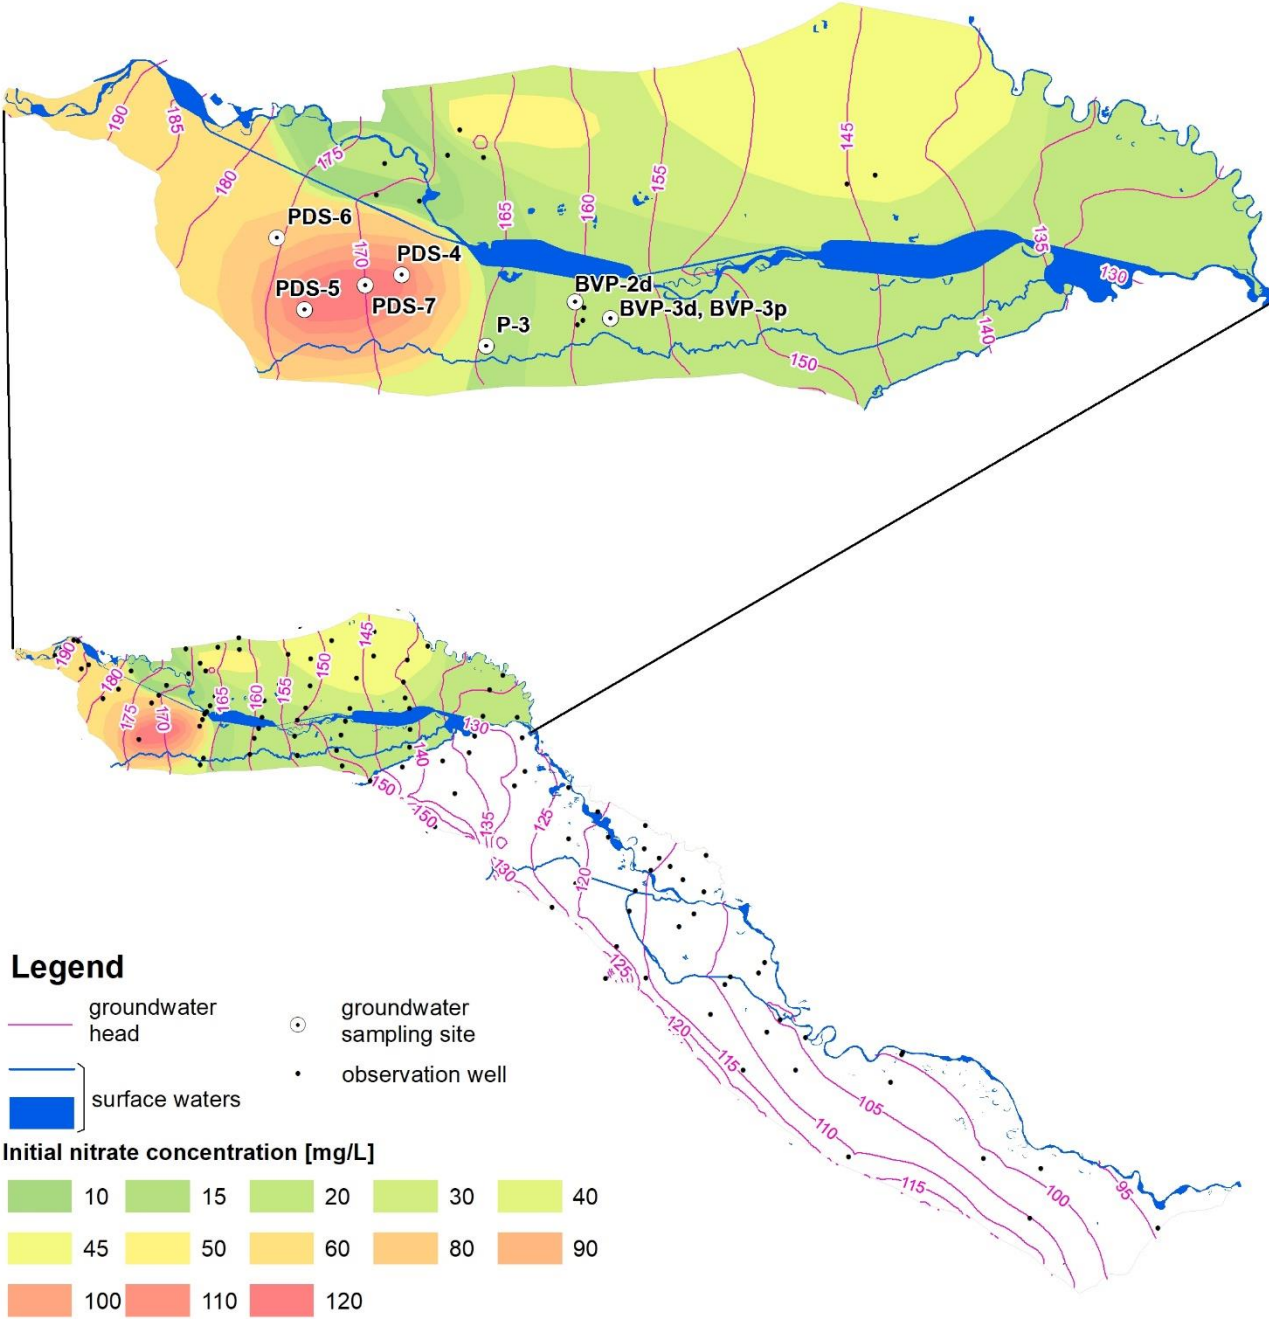 190
185
180
175
170
165
160
155
145
135
130
140
150
PDS-6
PDS-4
PDS-5
PDS-7
P-3
BVP-2d
BVP-3d, BVP-3p
190
180
175
170
165
160
155
150
145
130
140
150
150
135
125
130
120
125
120
115
110
105
115
100
95
Legend
groundwater
head
groundwater
sampling site
surface waters
observation well
Initial nitrate concentration [mg/L]
10 15 20 30 40
45 50 60 80 90
100 110 120